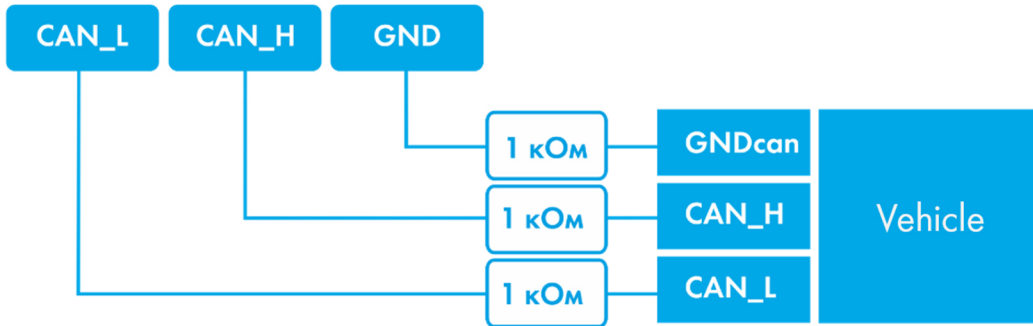 CAN_L CAN_H GND
1 кОм GNDcan
1 кОм CAN_H
Vehicle
1 кОм CAN_L